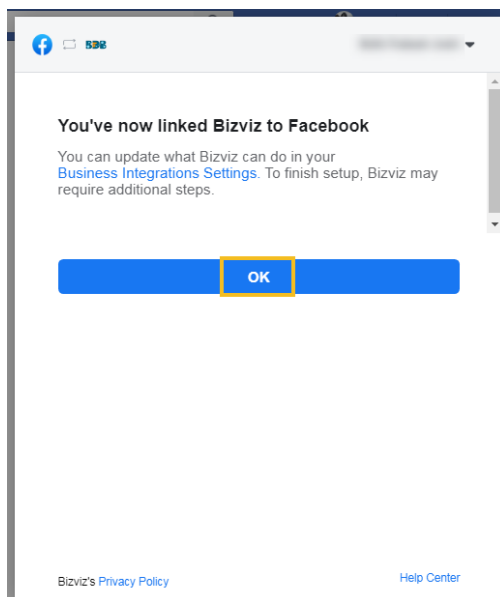 You've now linked Bizviz to Facebook
You can update what Bizviz can do in your
Business Integrations Settings. To finish setup, Bizviz may
require additional steps.
OK
Bizviz's Privacy Policy
Help Center